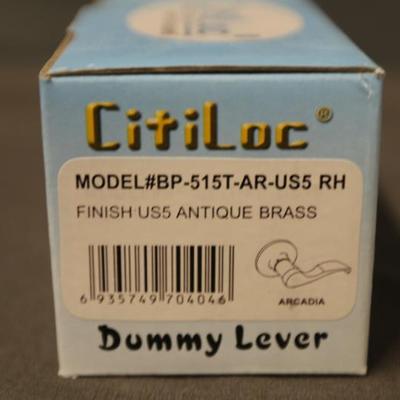 CitiLoc®
MODEL#BP-515T-AR-US5 RH
FINISH US5 ANTIQUE BRASS
6 935749 704046
ARCADIA
Dummy Lever